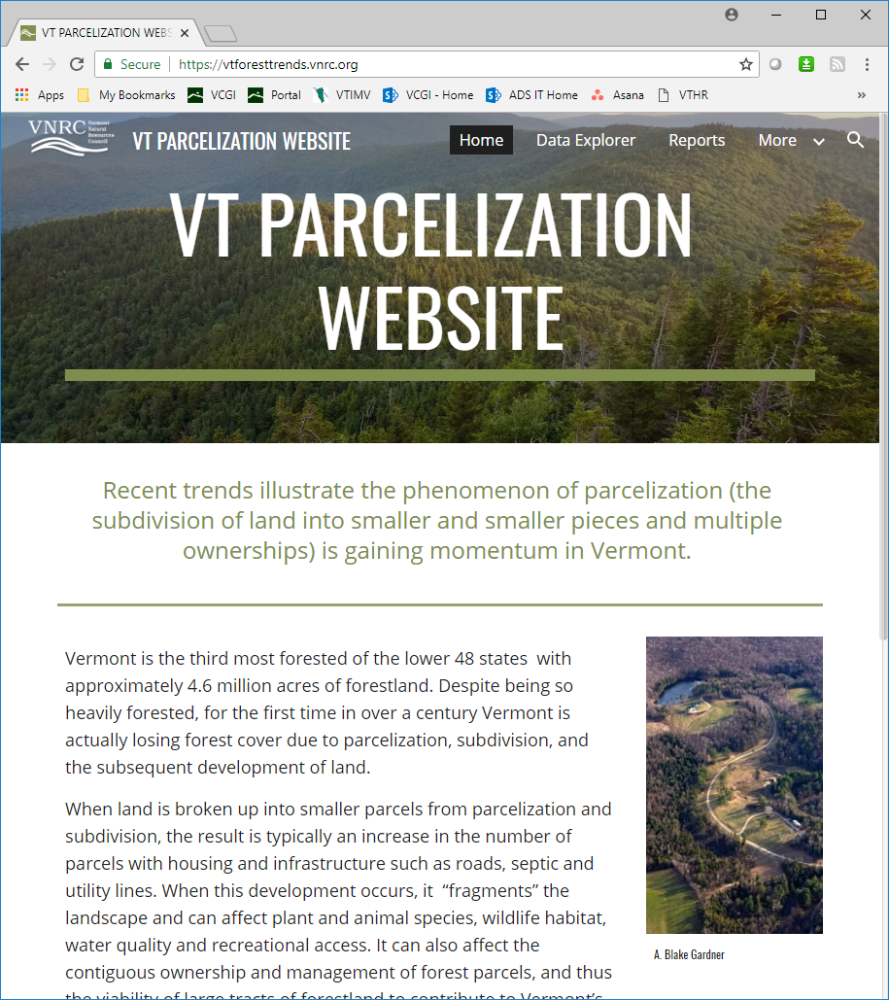 VT PARCELIZATION WEBS
Secure https://vtforesttrends.vnrc.org
Apps My Bookmarks VCGI Portal VTIMV VCGI - Home ADS IT Home Asana VTHR »
VNRC Vermont Natural Resources Council VT PARCELIZATION WEBSITE Home Data Explorer Reports More
VT PARCELIZATION
WEBSITE
Recent trends illustrate the phenomenon of parcelization (the
subdivision of land into smaller and smaller pieces and multiple
ownerships) is gaining momentum in Vermont.
Vermont is the third most forested of the lower 48 states  with
approximately 4.6 million acres of forestland. Despite being so
heavily forested, for the first time in over a century Vermont is
actually losing forest cover due to parcelization, subdivision, and
the subsequent development of land.
When land is broken up into smaller parcels from parcelization and
subdivision, the result is typically an increase in the number of
parcels with housing and infrastructure such as roads, septic and
utility lines. When this development occurs, it  “fragments” the
landscape and can affect plant and animal species, wildlife habitat,
water quality and recreational access. It can also affect the
contiguous ownership and management of forest parcels, and thus
the viability of large tracts of forestland to contribute to Vermont’s
A. Blake Gardner